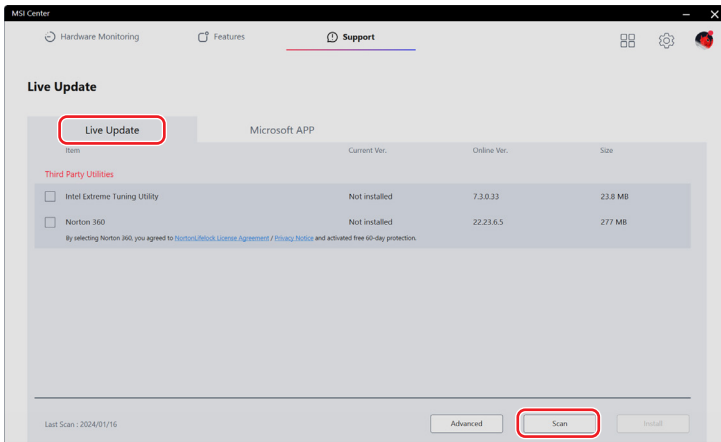 MSI Center
Hardware Monitoring Features Support
Live Update
Live Update Microsoft APP
Item Current Ver. Online Ver. Size
Third Party Utilities
Intel Extreme Tuning Utility Not installed 7.3.0.33 23.8 MB
Norton 360 Not installed 22.23.6.5 277 MB
By selecting Norton 360, you agreed to NortonLifelock License Agreement / Privacy Notice and activated free 60-day protection.
Last Scan : 2024/01/16 Advanced Scan Install